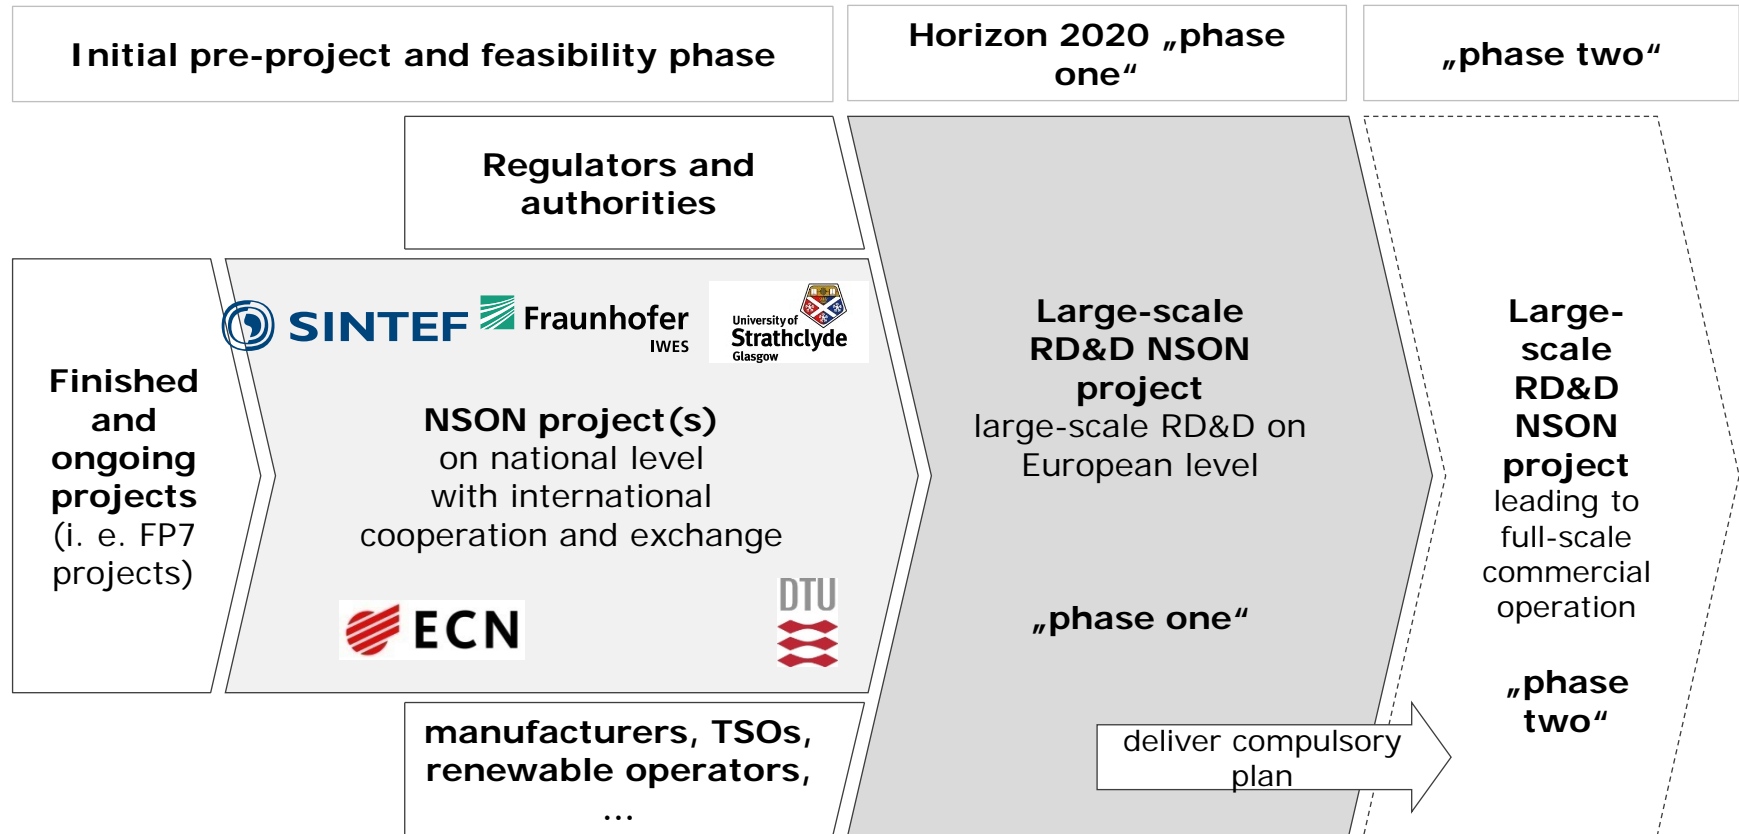 Initial pre-project and feasibility phase
Horizon 2020 „phase
one“
„phase two“
Regulators and
authorities
Finished
and
ongoing
projects
(i. e. FP7
projects)
SINTEF
Fraunhofer
IWES
University of
Strathclyde
Glasgow
NSON project(s)
on national level
with international
cooperation and exchange
ECN
DTU
manufacturers, TSOs,
renewable operators,
...
Large-scale
RD&D NSON
project
large-scale RD&D on
European level
„phase one“
deliver compulsory
plan
Large-
scale
RD&D
NSON
project
leading to
full-scale
commercial
operation
„phase
two“